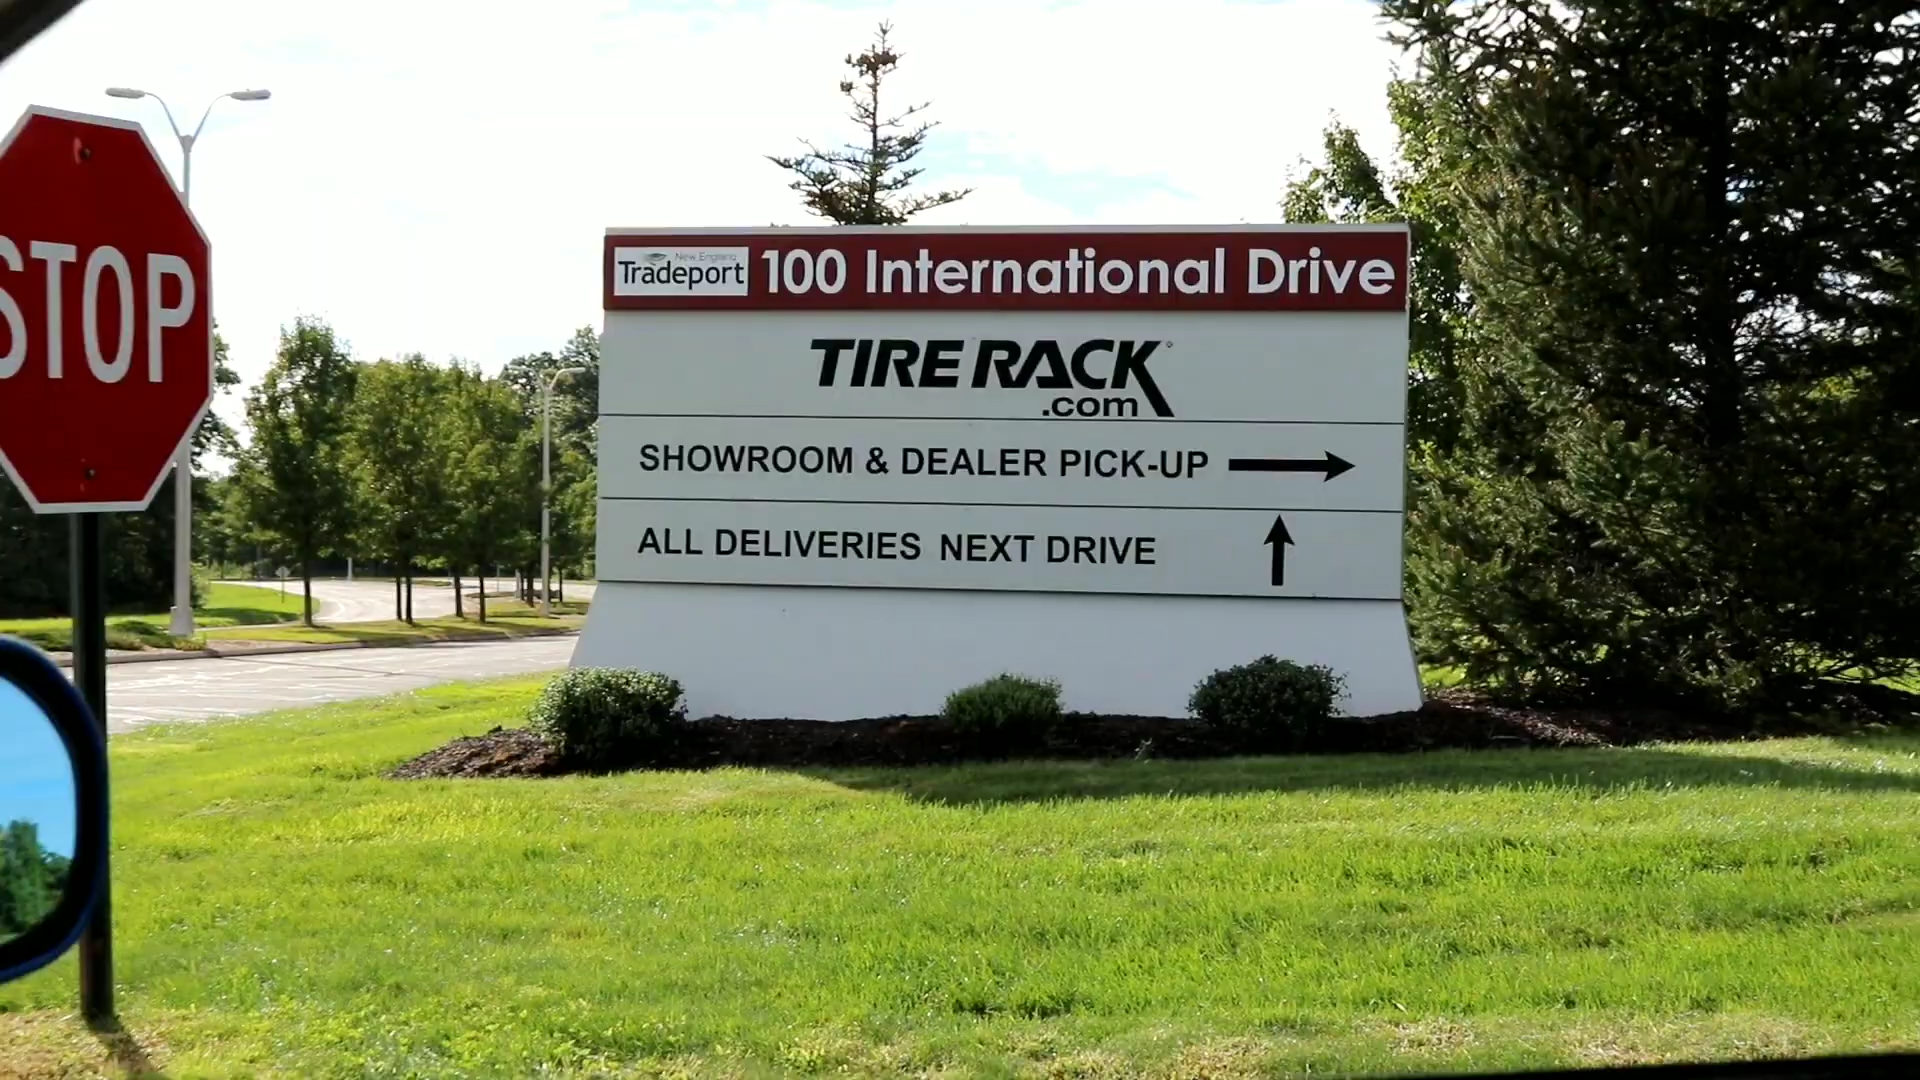 STOP
New England
Tradeport
100 International Drive
TIRE RACK
.com
SHOWROOM & DEALER PICK-UP
ALL DELIVERIES NEXT DRIVE